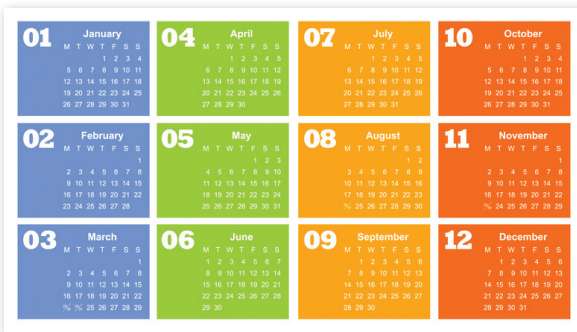 01 January
M T W T F S S
1 2 3 4
5 6 7 8 9 10 11
12 13 14 15 16 17 18
19 20 21 22 23 24 25
26 27 28 29 30 31
04 April
M T W T F S S
1 2 3 4 5
6 7 8 9 10 11 12
13 14 15 16 17 18 19
20 21 22 23 24 25 26
27 28 29 30
07 July
M T W T F S S
1 2 3 4 5
6 7 8 9 10 11 12
13 14 15 16 17 18 19
20 21 22 23 24 25 26
27 28 29 30 31
10 October
M T W T F S S
1 2 3 4
5 6 7 8 9 10 11
12 13 14 15 16 17 18
19 20 21 22 23 24 25
26 27 28 29 30 31
02 February
M T W T F S S
1
2 3 4 5 6 7 8
9 10 11 12 13 14 15
16 17 18 19 20 21 22
23 24 25 26 27 28
05 May
M T W T F S S
1 2 3
4 5 6 7 8 9 10
11 12 13 14 15 16 17
18 19 20 21 22 23 24
25 26 27 28 29 30 31
08 August
M T W T F S S
1 2
3 4 5 6 7 8 9
10 11 12 13 14 15 16
17 18 19 20 21 22 23
25 26 27 28 29 30
11 November
M T W T F S S
1
2 3 4 5 6 7 8
9 10 11 12 13 14 15
16 17 18 19 20 21 22
24 25 26 27 28 29
03 March
M T W T F S S
1
2 3 4 5 6 7 8
9 10 11 12 13 14 15
16 17 18 19 20 21 22
25 26 27 28 29
06 June
M T W T F S S
1 2 3 4 5 6 7
8 9 10 11 12 13 14
15 16 17 18 19 20 21
22 23 24 25 26 27 28
29 30
09 September
M T W T F S S
1 2 3 4 5 6
7 8 9 10 11 12 13
14 15 16 17 18 19 20
21 22 23 24 25 26 27
28 29 30
12 December
M T W T F S S
1 2 3 4 5 6
7 8 9 10 11 12 13
14 15 16 17 18 19 20
21 22 23 24 25 26 27
28 29 30 31